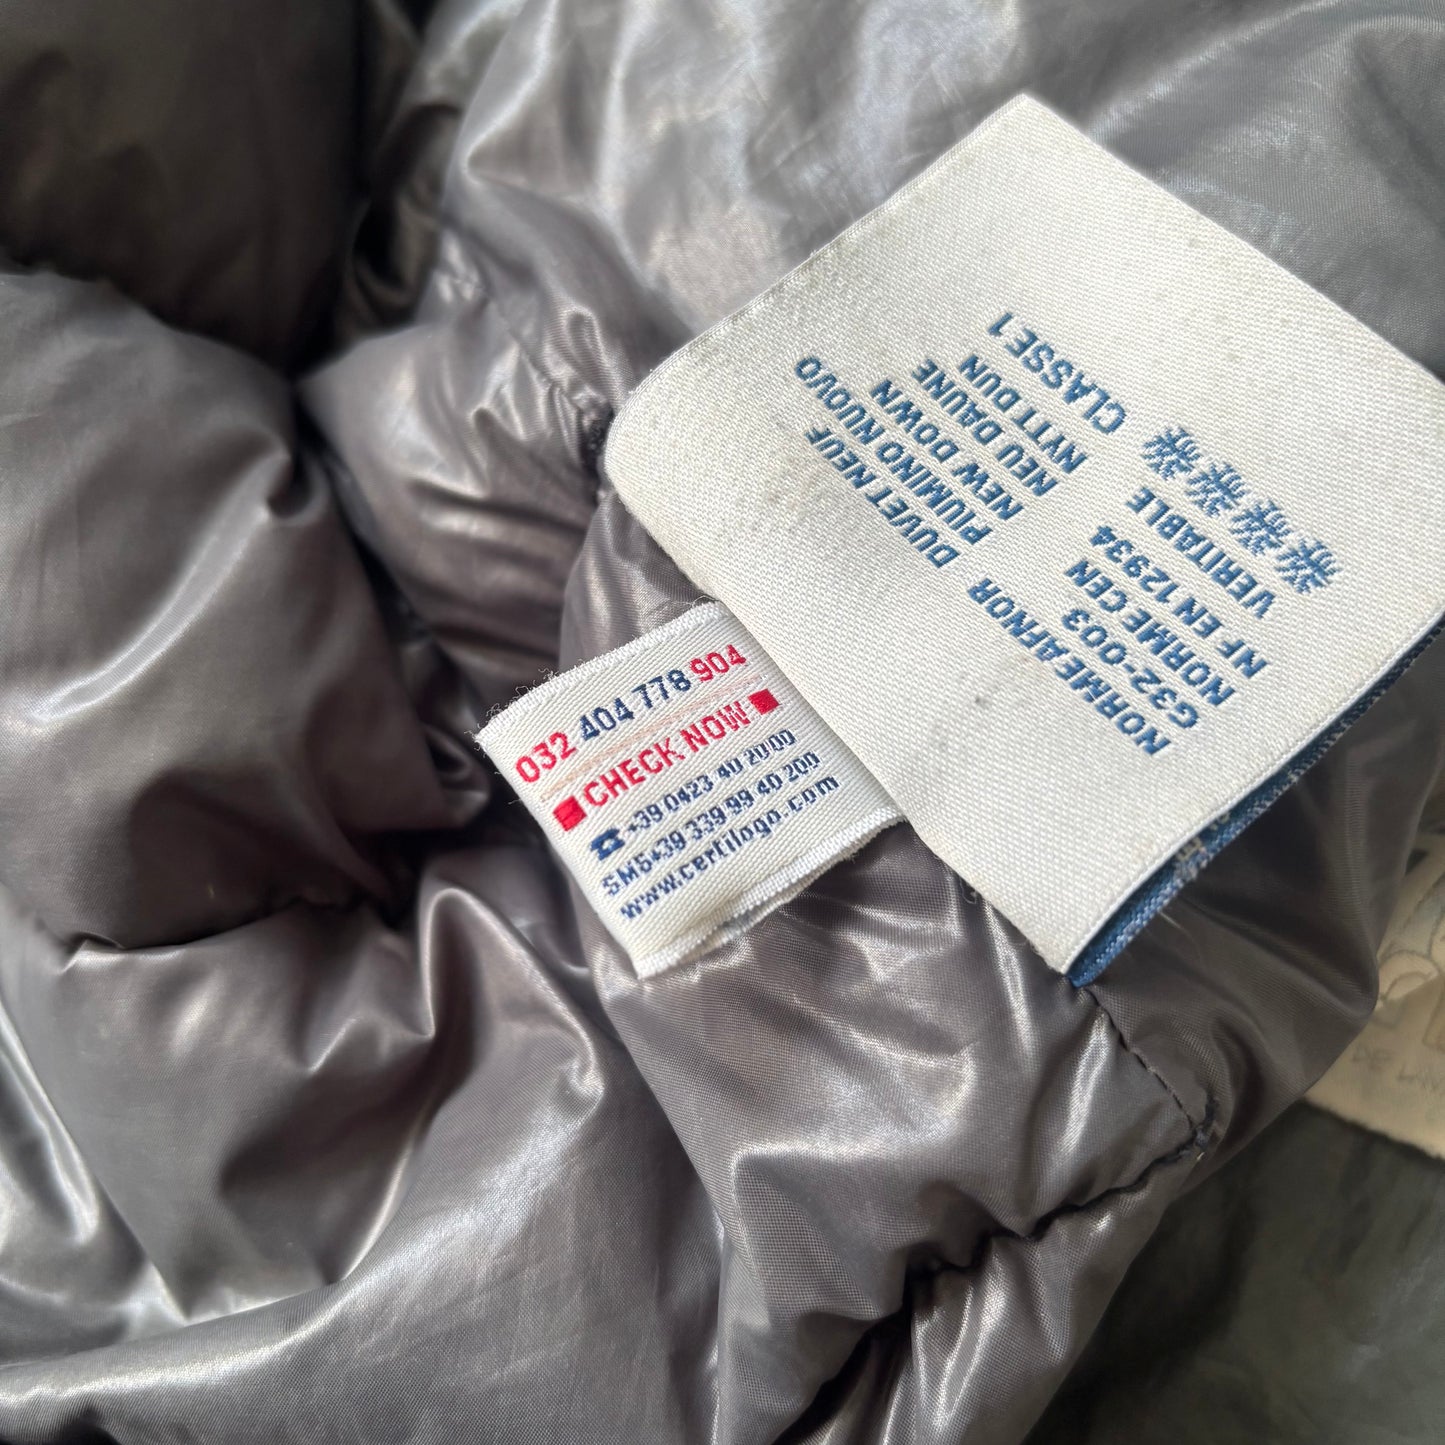 032 404 778 904
CHECK NOW
+39 0423 40 20 00
SMS+39 339 99 40 200
www.certilogo.com
DUVET NEUF
PIUMINO NUOVO
NEW DOWN
NEU DAUNE
NYTT DUN
CLASSE 1
NORME AFNOR
G32-003
NORME CEN
NF EN 12934
VERITABLE